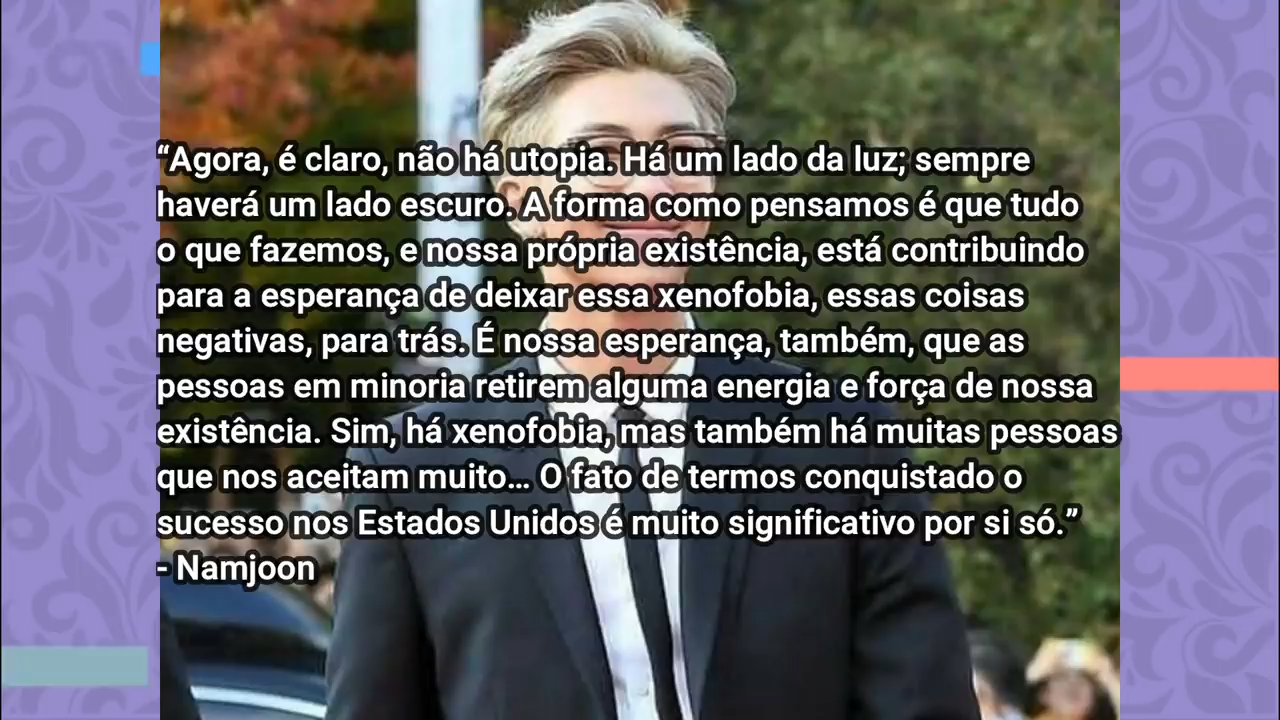 “Agora, é claro, não há utopia. Há um lado da luz; sempre
haverá um lado escuro. A forma como pensamos é que tudo
o que fazemos, e nossa própria existência, está contribuindo
para a esperança de deixar essa xenofobia, essas coisas
negativas, para trás. É nossa esperança, também, que as
pessoas em minoria retirem alguma energia e força de nossa
existência. Sim, há xenofobia, mas também há muitas pessoas
que nos aceitam muito... O fato de termos conquistado o
sucesso nos Estados Unidos é muito significativo por si só.”
- Namjoon